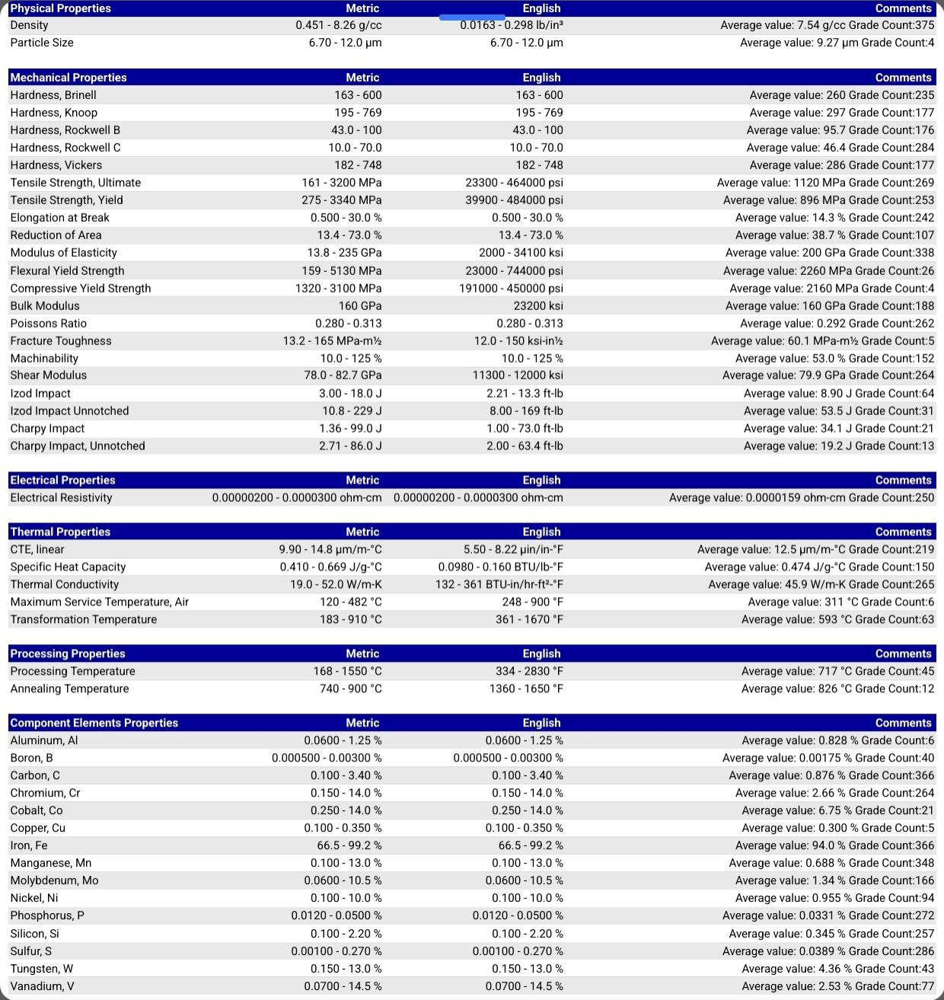 Physical Properties Metric English Comments
Density 0.451 - 8.26 g/cc 0.0163 - 0.298 lb/in³ Average value: 7.54 g/cc Grade Count:375
Particle Size 6.70 - 12.0 µm 6.70 - 12.0 µm Average value: 9.27 µm Grade Count:4
Mechanical Properties Metric English Comments
Hardness, Brinell 163 - 600 163 - 600 Average value: 260 Grade Count:235
Hardness, Knoop 195 - 769 195 - 769 Average value: 297 Grade Count:177
Hardness, Rockwell B 43.0 - 100 43.0 - 100 Average value: 95.7 Grade Count:176
Hardness, Rockwell C 10.0 - 70.0 10.0 - 70.0 Average value: 46.4 Grade Count:284
Hardness, Vickers 182 - 748 182 - 748 Average value: 286 Grade Count:177
Tensile Strength, Ultimate 161 - 3200 MPa 23300 - 464000 psi Average value: 1120 MPa Grade Count:269
Tensile Strength, Yield 275 - 3340 MPa 39900 - 484000 psi Average value: 896 MPa Grade Count:253
Elongation at Break 0.500 - 30.0 % 0.500 - 30.0 % Average value: 14.3 % Grade Count:242
Reduction of Area 13.4 - 73.0 % 13.4 - 73.0 % Average value: 38.7 % Grade Count:107
Modulus of Elasticity 13.8 - 235 GPa 2000 - 34100 ksi Average value: 200 GPa Grade Count:338
Flexural Yield Strength 159 - 5130 MPa 23000 - 744000 psi Average value: 2260 MPa Grade Count:26
Compressive Yield Strength 1320 - 3100 MPa 191000 - 450000 psi Average value: 2160 MPa Grade Count:4
Bulk Modulus 160 GPa 23200 ksi Average value: 160 GPa Grade Count:188
Poissons Ratio 0.280 - 0.313 0.280 - 0.313 Average value: 0.292 Grade Count:262
Fracture Toughness 13.2 - 165 MPa-m½ 12.0 - 150 ksi-in½ Average value: 60.1 MPa-m½ Grade Count:5
Machinability 10.0 - 125 % 10.0 - 125 % Average value: 53.0 % Grade Count:152
Shear Modulus 78.0 - 82.7 GPa 11300 - 12000 ksi Average value: 79.9 GPa Grade Count:264
Izod Impact 3.00 - 18.0 J 2.21 - 13.3 ft-lb Average value: 8.90 J Grade Count:64
Izod Impact Unnotched 10.8 - 229 J 8.00 - 169 ft-lb Average value: 53.5 J Grade Count:31
Charpy Impact 1.36 - 99.0 J 1.00 - 73.0 ft-lb Average value: 34.1 J Grade Count:21
Charpy Impact, Unnotched 2.71 - 86.0 J 2.00 - 63.4 ft-lb Average value: 19.2 J Grade Count:13
Electrical Properties Metric English Comments
Electrical Resistivity 0.00000200 - 0.0000300 ohm-cm 0.00000200 - 0.0000300 ohm-cm Average value: 0.0000159 ohm-cm Grade Count:250
Thermal Properties Metric English Comments
CTE, linear 9.90 - 14.8 µm/m-°C 5.50 - 8.22 µin/in-°F Average value: 12.5 µm/m-°C Grade Count:219
Specific Heat Capacity 0.410 - 0.669 J/g-°C 0.0980 - 0.160 BTU/lb-°F Average value: 0.474 J/g-°C Grade Count:150
Thermal Conductivity 19.0 - 52.0 W/m-K 132 - 361 BTU-in/hr-ft²-°F Average value: 45.9 W/m-K Grade Count:265
Maximum Service Temperature, Air 120 - 482 °C 248 - 900 °F Average value: 311 °C Grade Count:6
Transformation Temperature 183 - 910 °C 361 - 1670 °F Average value: 593 °C Grade Count:63
Processing Properties Metric English Comments
Processing Temperature 168 - 1550 °C 334 - 2830 °F Average value: 717 °C Grade Count:45
Annealing Temperature 740 - 900 °C 1360 - 1650 °F Average value: 826 °C Grade Count:12
Component Elements Properties Metric English Comments
Aluminum, Al 0.0600 - 1.25 % 0.0600 - 1.25 % Average value: 0.828 % Grade Count:6
Boron, B 0.000500 - 0.00300 % 0.000500 - 0.00300 % Average value: 0.00175 % Grade Count:40
Carbon, C 0.100 - 3.40 % 0.100 - 3.40 % Average value: 0.876 % Grade Count:366
Chromium, Cr 0.150 - 14.0 % 0.150 - 14.0 % Average value: 2.66 % Grade Count:264
Cobalt, Co 0.250 - 14.0 % 0.250 - 14.0 % Average value: 6.75 % Grade Count:21
Copper, Cu 0.100 - 0.350 % 0.100 - 0.350 % Average value: 0.300 % Grade Count:5
Iron, Fe 66.5 - 99.2 % 66.5 - 99.2 % Average value: 94.0 % Grade Count:366
Manganese, Mn 0.100 - 13.0 % 0.100 - 13.0 % Average value: 0.688 % Grade Count:348
Molybdenum, Mo 0.0600 - 10.5 % 0.0600 - 10.5 % Average value: 1.34 % Grade Count:166
Nickel, Ni 0.100 - 10.0 % 0.100 - 10.0 % Average value: 0.955 % Grade Count:94
Phosphorus, P 0.0120 - 0.0500 % 0.0120 - 0.0500 % Average value: 0.0331 % Grade Count:272
Silicon, Si 0.100 - 2.20 % 0.100 - 2.20 % Average value: 0.345 % Grade Count:257
Sulfur, S 0.00100 - 0.270 % 0.00100 - 0.270 % Average value: 0.0389 % Grade Count:286
Tungsten, W 0.150 - 13.0 % 0.150 - 13.0 % Average value: 4.36 % Grade Count:43
Vanadium, V 0.0700 - 14.5 % 0.0700 - 14.5 % Average value: 2.53 % Grade Count:77